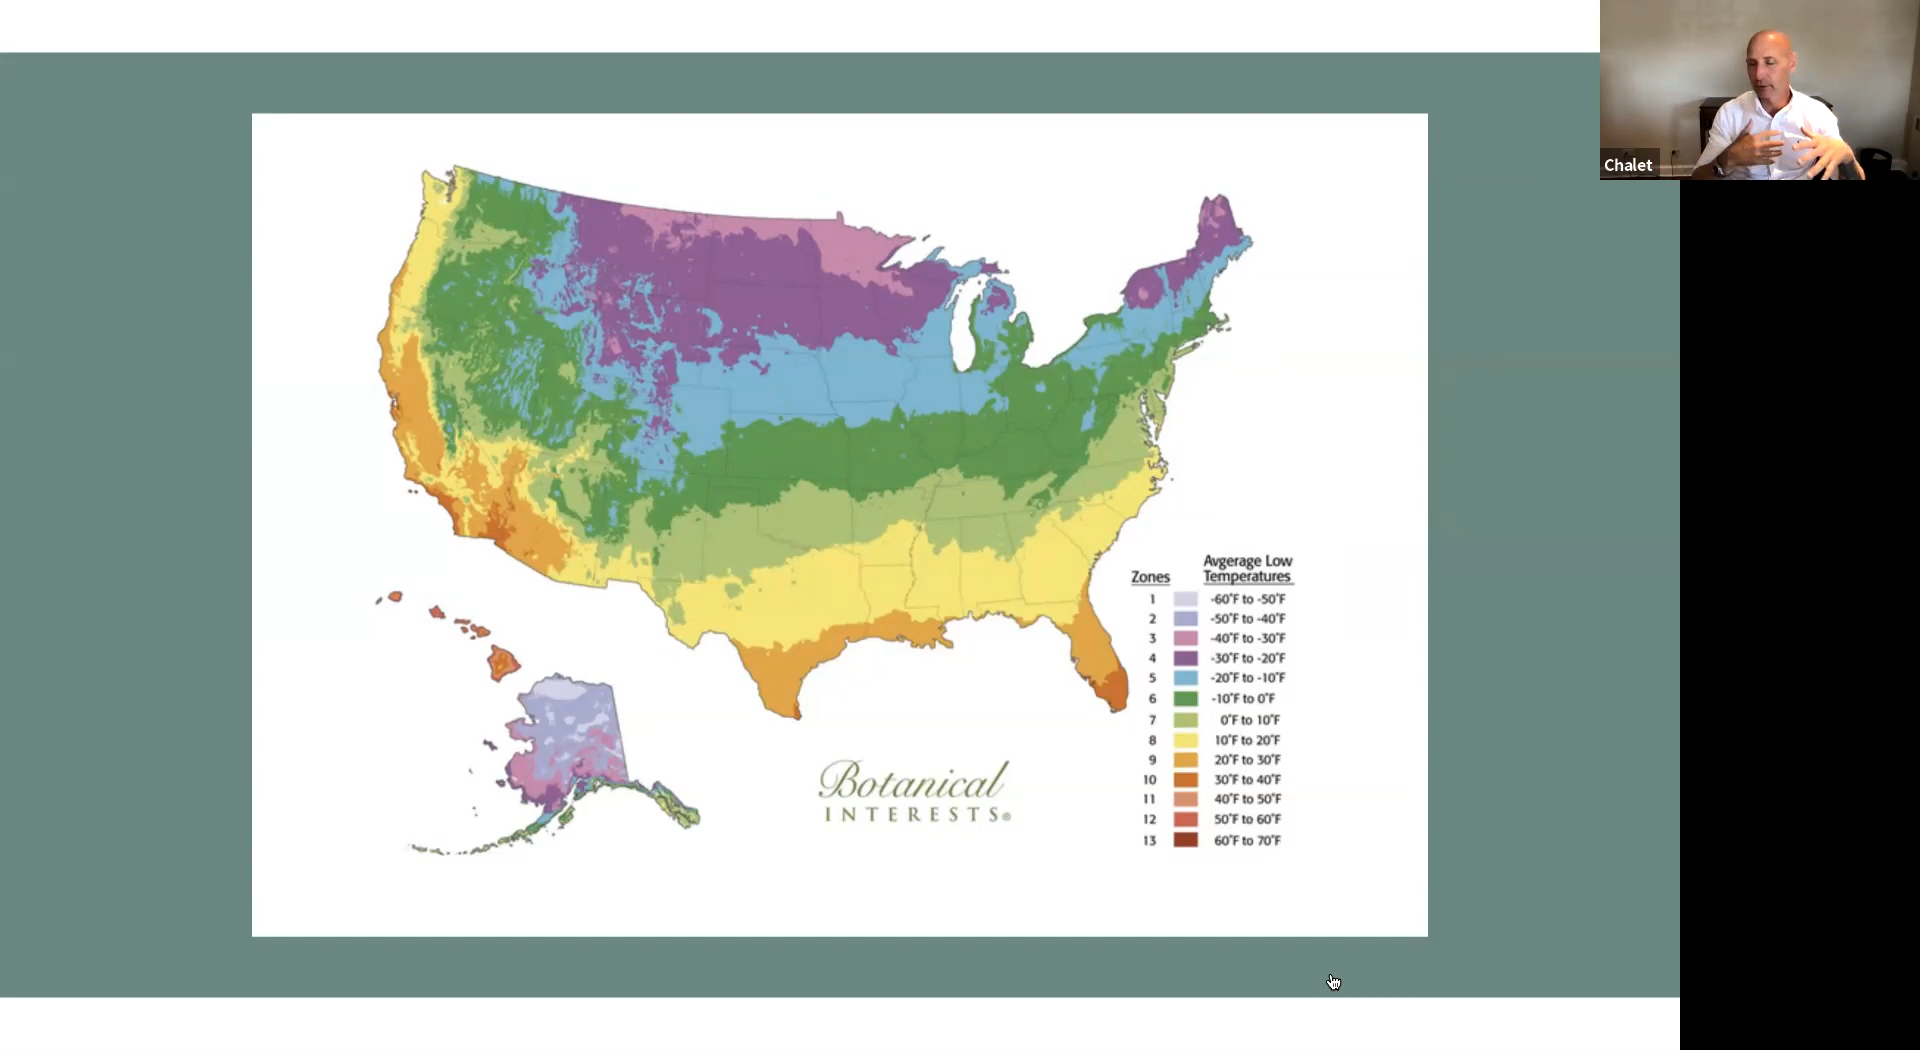 Chalet
Zones
Avgerage Low
Temperatures
1 -60°F to -50°F
2 -50°F to -40°F
3 -40°F to -30°F
4 -30°F to -20°F
5 -20°F to -10°F
6 -10°F to 0°F
7 0°F to 10°F
8 10°F to 20°F
9 20°F to 30°F
10 30°F to 40°F
11 40°F to 50°F
12 50°F to 60°F
13 60°F to 70°F
Botanical
INTERESTS®